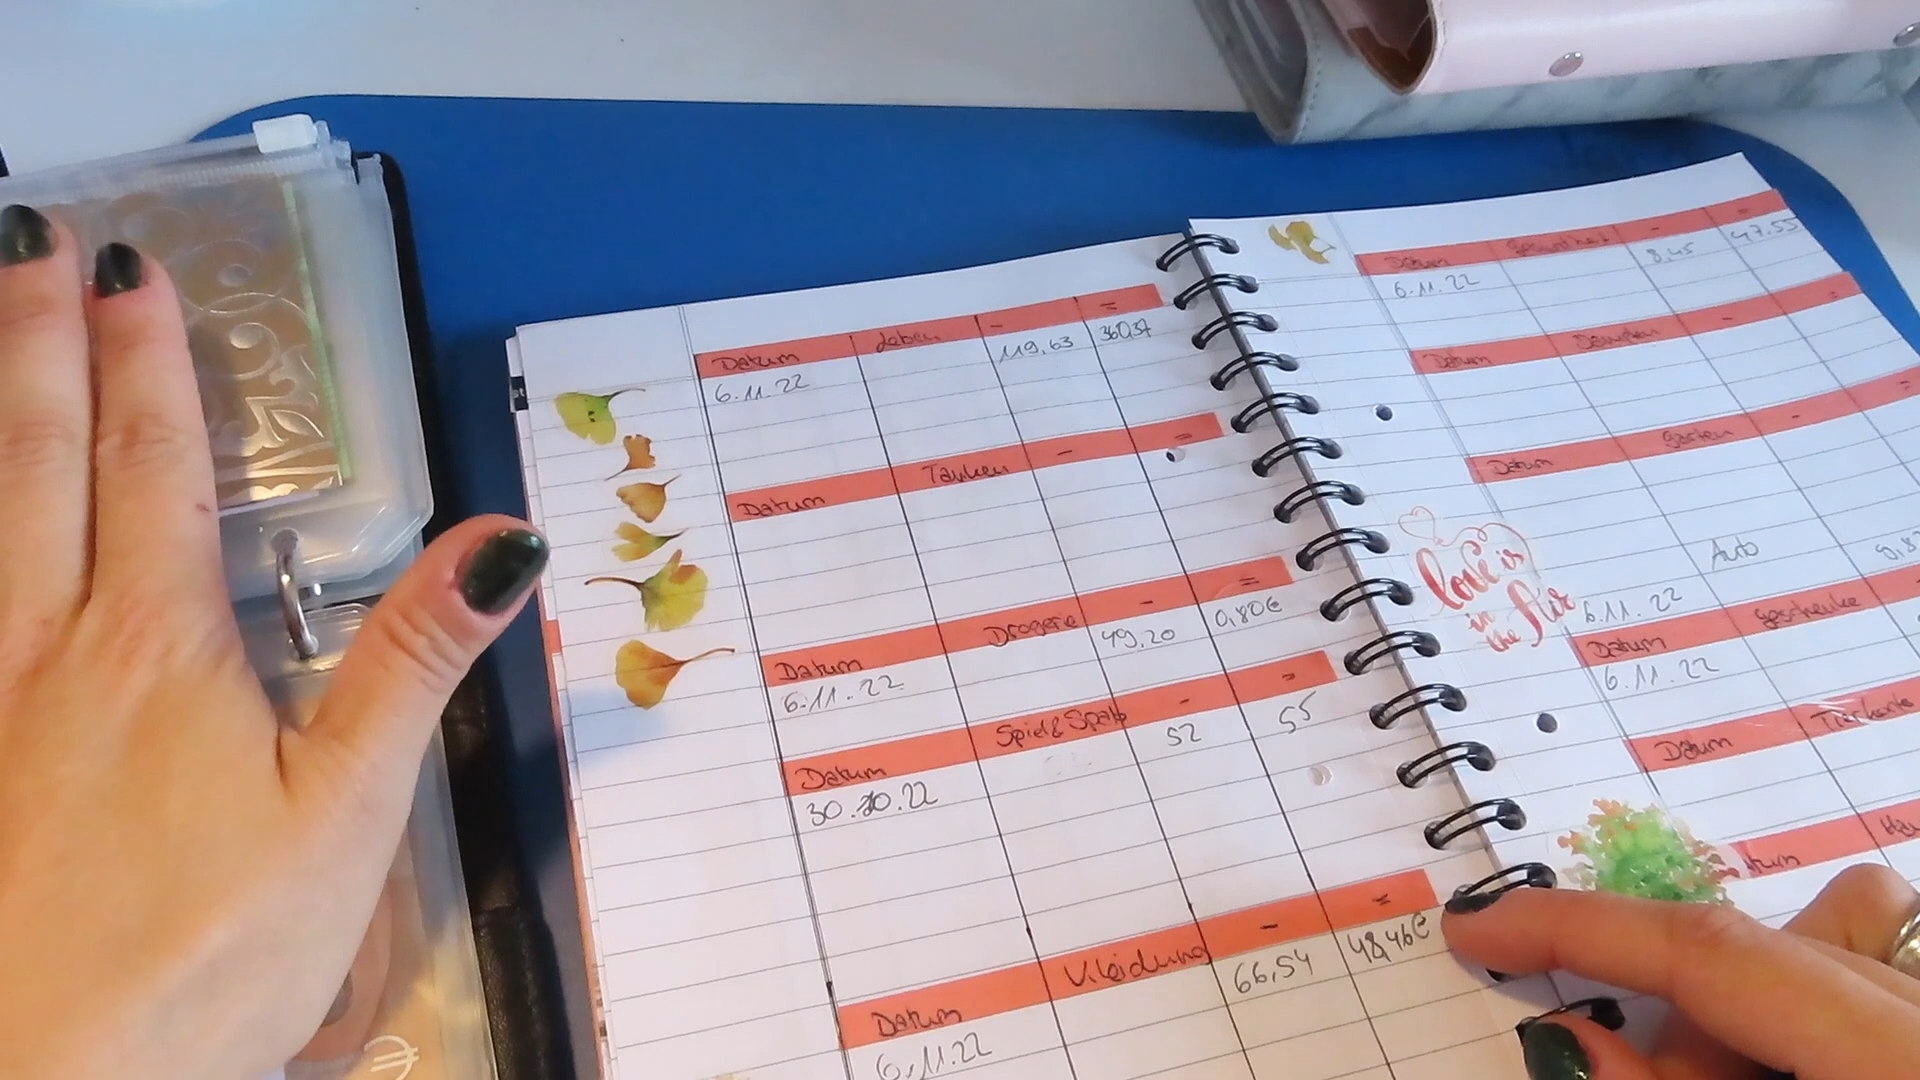 Datum Leben - =
6.11.22 119,63 360,37
Datum Tanken - =
Datum Drogerie - =
6.11.22 49,20 0,80€
Datum Spiel&Spaß - =
30.10.22 52 55
Datum Kleidung - =
6.11.22 66,54 48,46€
Datum Gesundheit - -
6.11.22 8,45 47,55
Datum - =
Datum Garten - =
love is
in
the air
Auto
6.11.22
Datum Geschenke
6.11.22
Datum
€